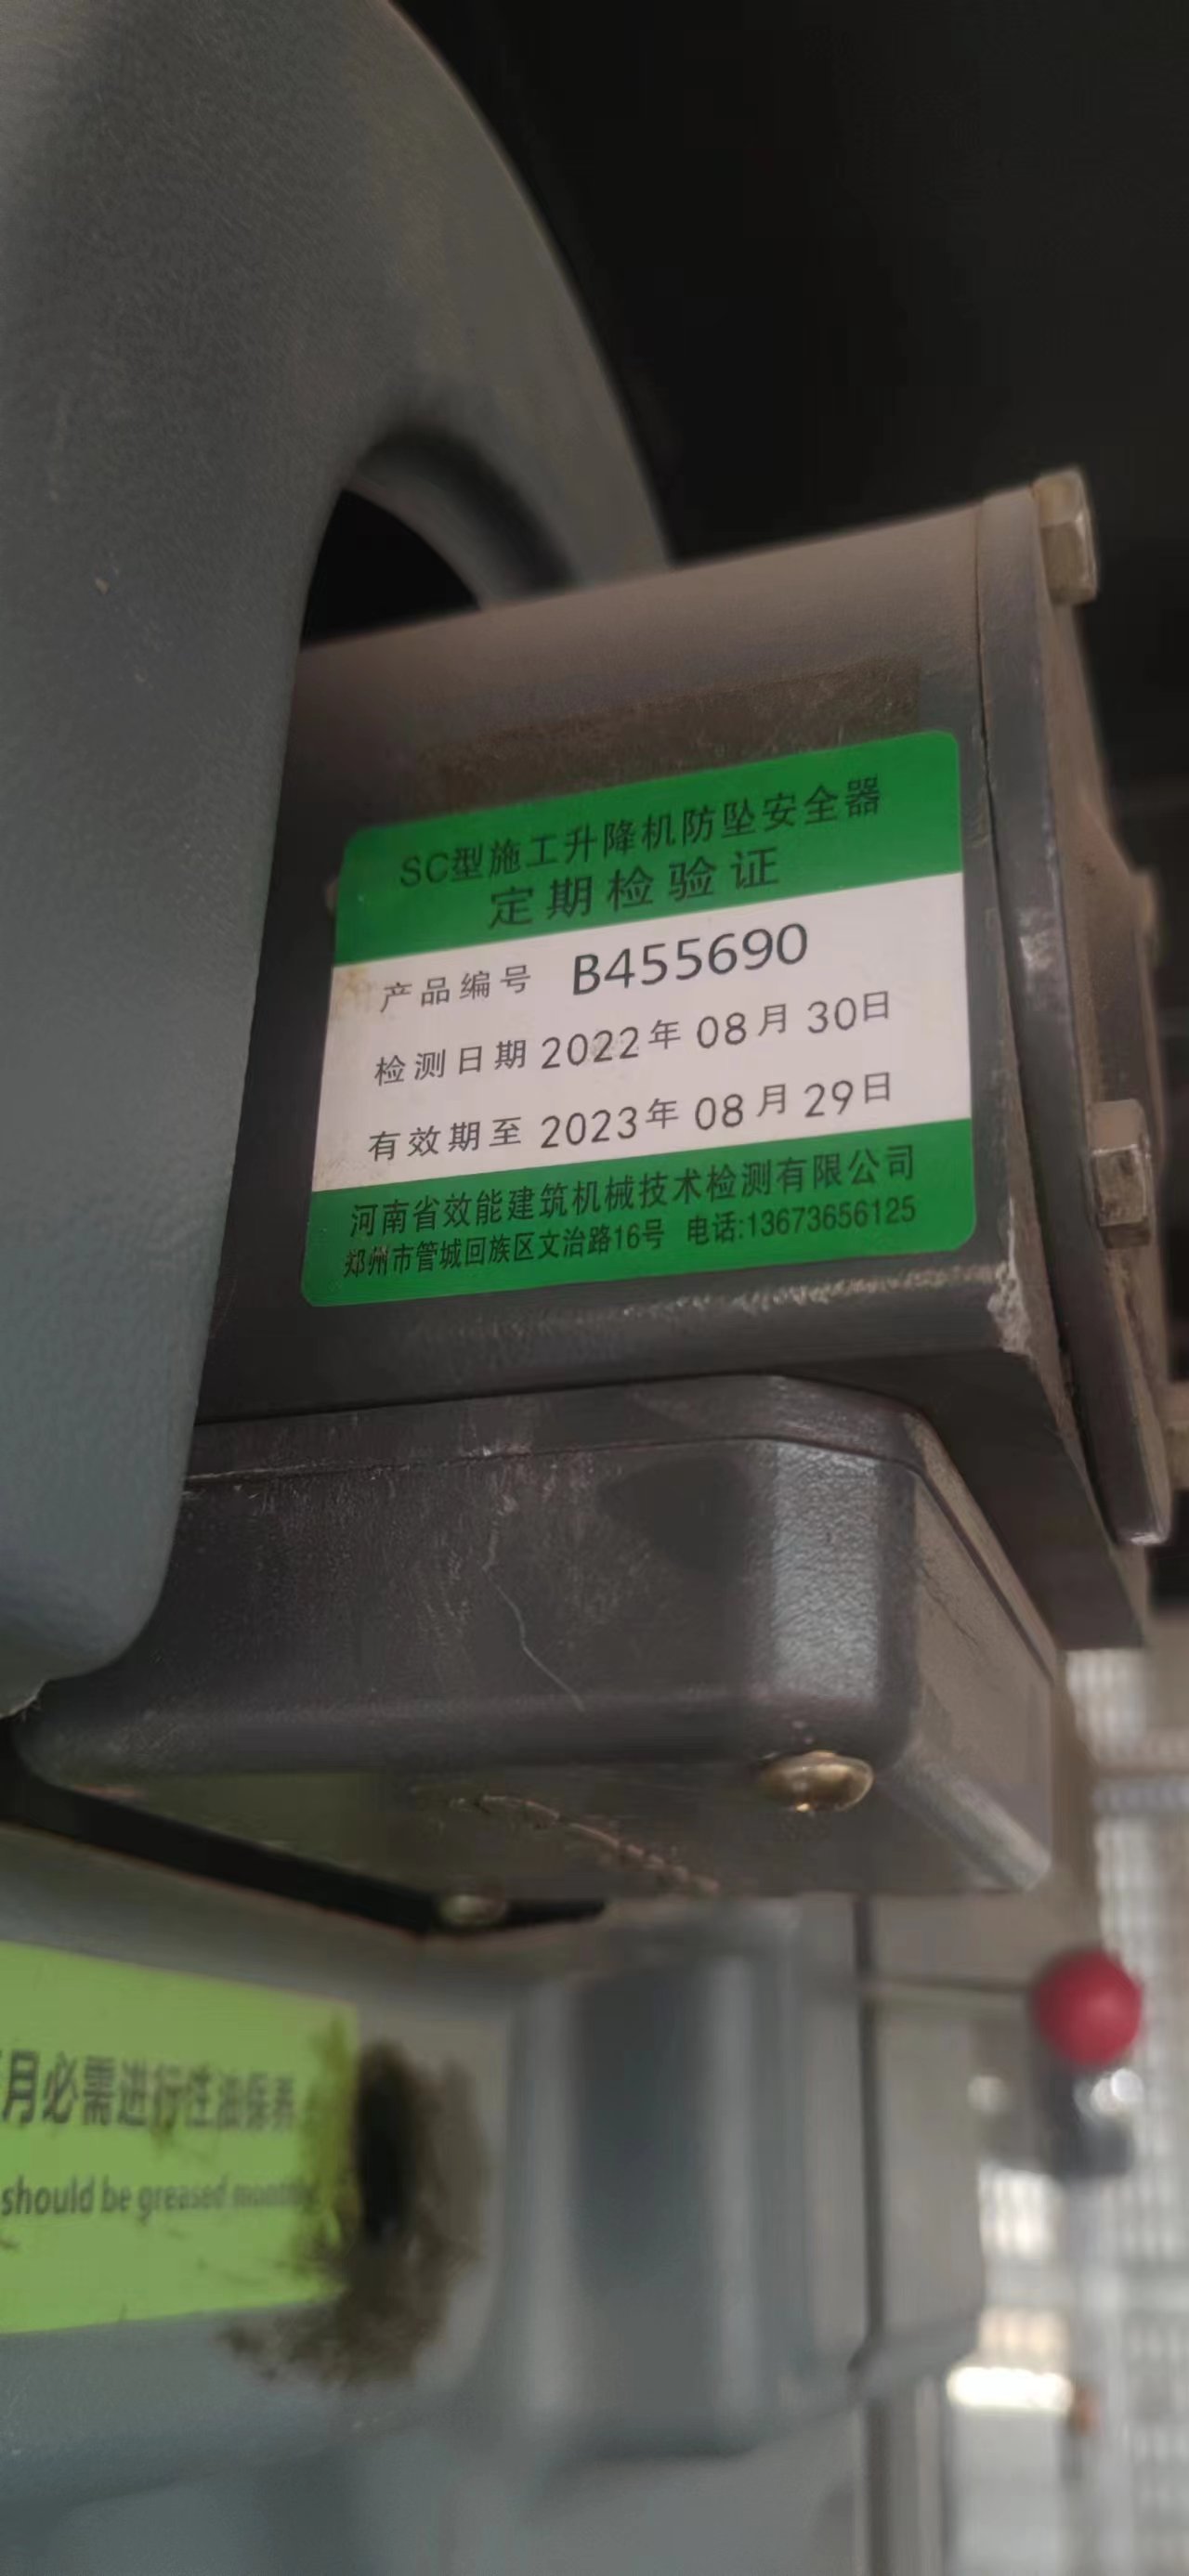 SC型施工升降机防坠安全器
定期检验证
产品编号 B455690
检测日期 2022年 08月 30日
有效期至 2023年 08月 29日
河南省效能建筑机械技术检测有限公司
郑州市管城回族区文治路16号 电话:13673656125
月必需进行注油保养
should be greased monthly